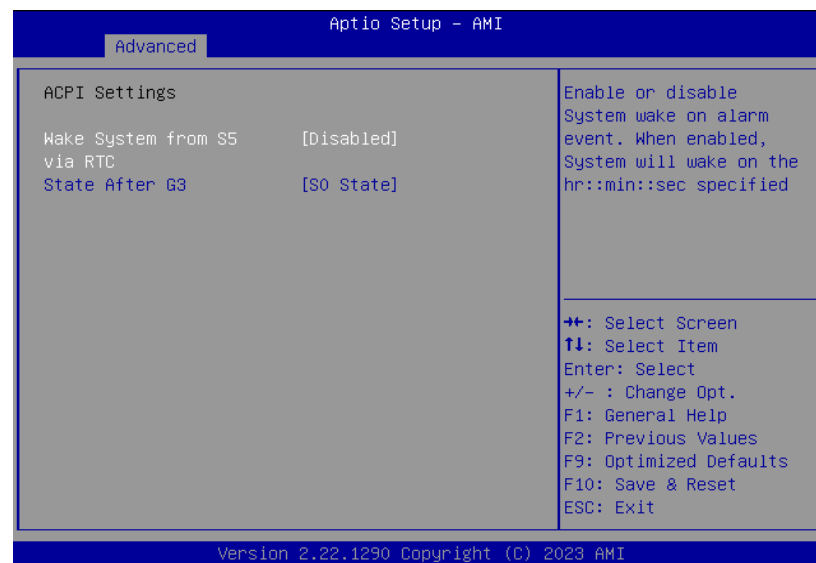 Aptio Setup – AMI
Advanced
ACPI Settings
Wake System from S5 [Disabled]
via RTC
State After G3 [S0 State]
Enable or disable
System wake on alarm
event. When enabled,
System will wake on the
hr::min::sec specified
→←: Select Screen
↑↓: Select Item
Enter: Select
+/- : Change Opt.
F1: General Help
F2: Previous Values
F9: Optimized Defaults
F10: Save & Reset
ESC: Exit
Version 2.22.1290 Copyright (C) 2023 AMI